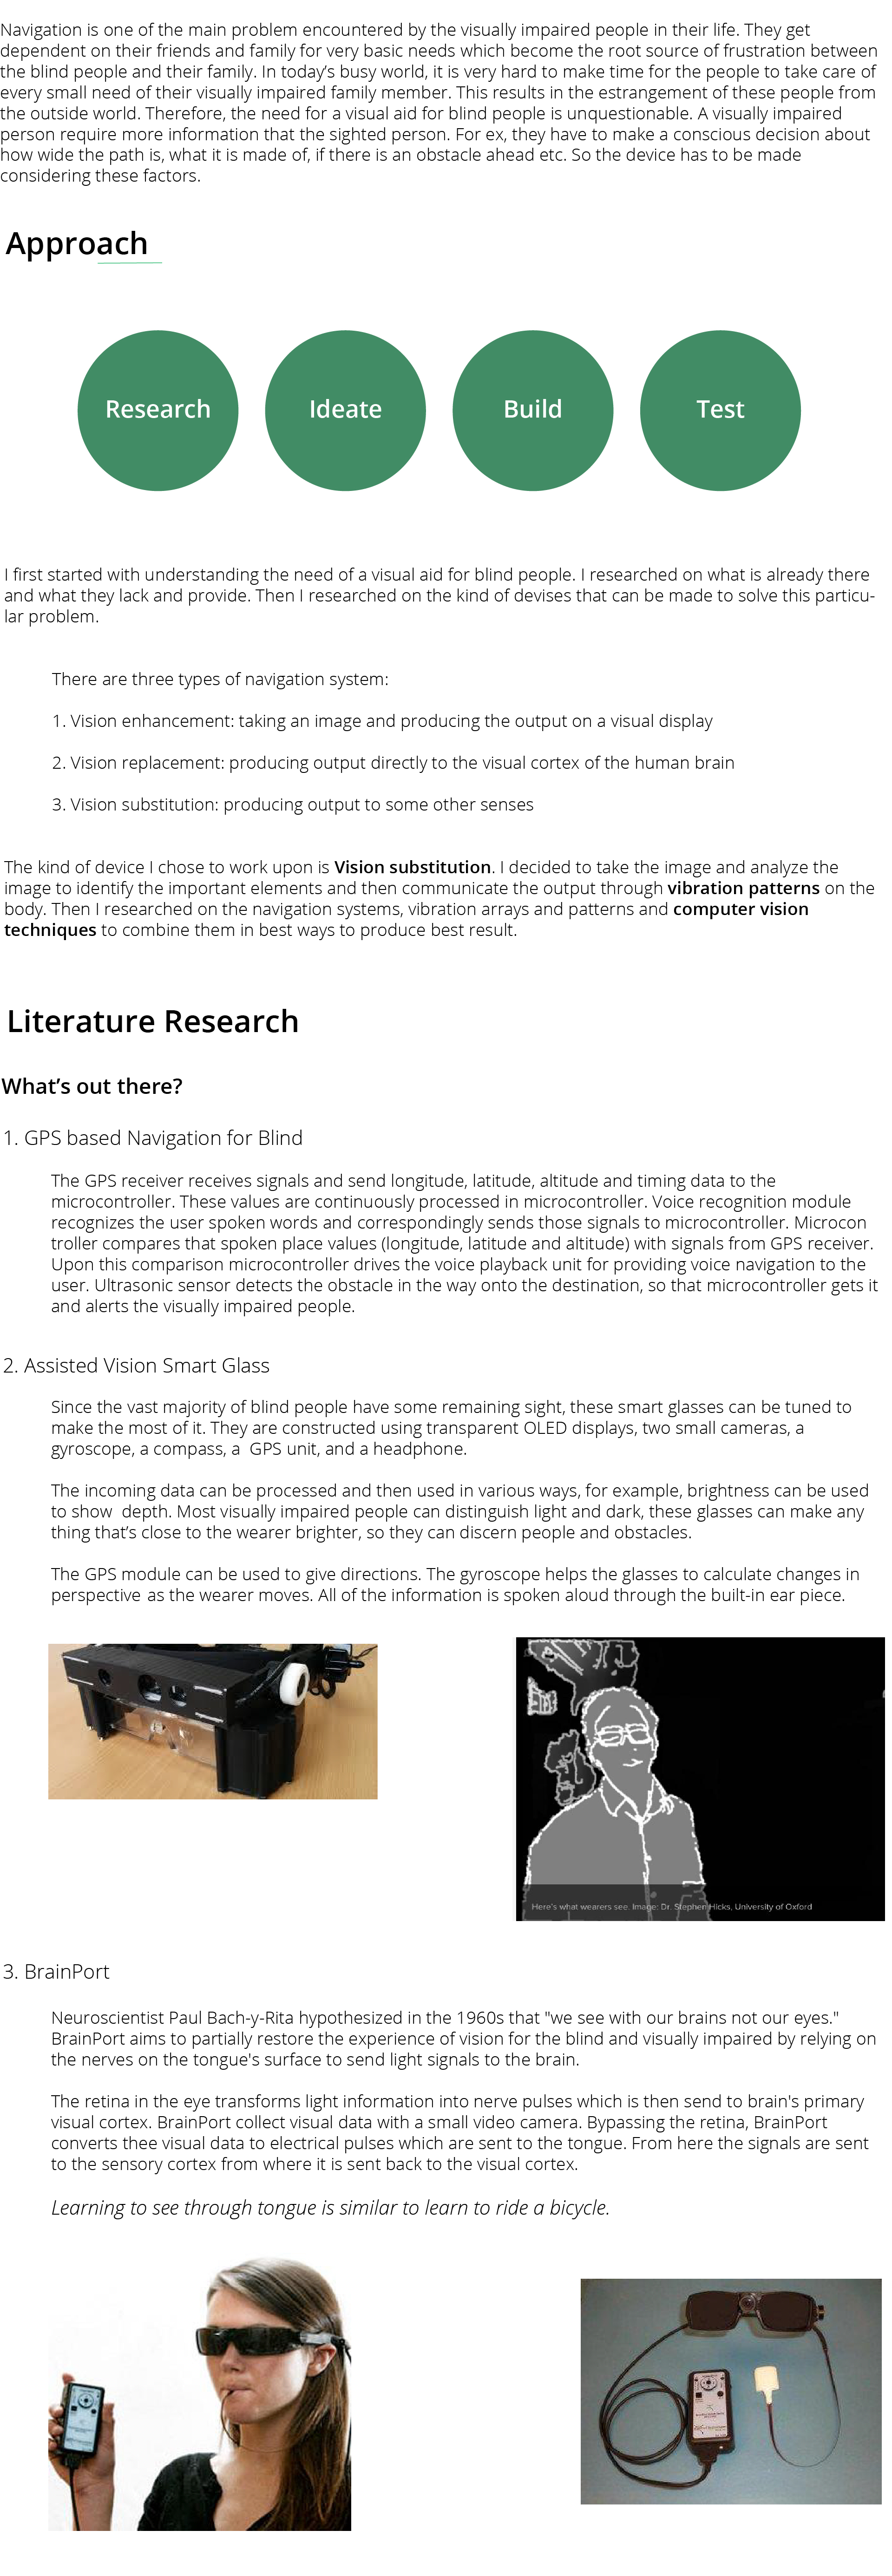 Navigation is one of the main problem encountered by the visually impaired people in their life. They get
dependent on their friends and family for very basic needs which become the root source of frustration between
the blind people and their family. In today’s busy world, it is very hard to make time for the people to take care of
every small need of their visually impaired family member. This results in the estrangement of these people from
the outside world. Therefore, the need for a visual aid for blind people is unquestionable. A visually impaired
person require more information that the sighted person. For ex, they have to make a conscious decision about
how wide the path is, what it is made of, if there is an obstacle ahead etc. So the device has to be made
considering these factors.
Approach
Research
Ideate
Build
Test
I first started with understanding the need of a visual aid for blind people. I researched on what is already there
and what they lack and provide. Then I researched on the kind of devises that can be made to solve this particu-
lar problem.
There are three types of navigation system:
1. Vision enhancement: taking an image and producing the output on a visual display
2. Vision replacement: producing output directly to the visual cortex of the human brain
3. Vision substitution: producing output to some other senses
The kind of device I chose to work upon is Vision substitution. I decided to take the image and analyze the
image to identify the important elements and then communicate the output through vibration patterns on the
body. Then I researched on the navigation systems, vibration arrays and patterns and computer vision
techniques to combine them in best ways to produce best result.
Literature Research
What’s out there?
1. GPS based Navigation for Blind
The GPS receiver receives signals and send longitude, latitude, altitude and timing data to the
microcontroller. These values are continuously processed in microcontroller. Voice recognition module
recognizes the user spoken words and correspondingly sends those signals to microcontroller. Microcon
troller compares that spoken place values (longitude, latitude and altitude) with signals from GPS receiver.
Upon this comparison microcontroller drives the voice playback unit for providing voice navigation to the
user. Ultrasonic sensor detects the obstacle in the way onto the destination, so that microcontroller gets it
and alerts the visually impaired people.
2. Assisted Vision Smart Glass
Since the vast majority of blind people have some remaining sight, these smart glasses can be tuned to
make the most of it. They are constructed using transparent OLED displays, two small cameras, a
gyroscope, a compass, a  GPS unit, and a headphone.
The incoming data can be processed and then used in various ways, for example, brightness can be used
to show  depth. Most visually impaired people can distinguish light and dark, these glasses can make any
thing that’s close to the wearer brighter, so they can discern people and obstacles.
The GPS module can be used to give directions. The gyroscope helps the glasses to calculate changes in
perspective as the wearer moves. All of the information is spoken aloud through the built-in ear piece.
Here's what wearers see. Image: Dr. Stephen Hicks, University of Oxford
3. BrainPort
Neuroscientist Paul Bach-y-Rita hypothesized in the 1960s that "we see with our brains not our eyes."
BrainPort aims to partially restore the experience of vision for the blind and visually impaired by relying on
the nerves on the tongue's surface to send light signals to the brain.
The retina in the eye transforms light information into nerve pulses which is then send to brain's primary
visual cortex. BrainPort collect visual data with a small video camera. Bypassing the retina, BrainPort
converts thee visual data to electrical pulses which are sent to the tongue. From here the signals are sent
to the sensory cortex from where it is sent back to the visual cortex.
Learning to see through tongue is similar to learn to ride a bicycle.